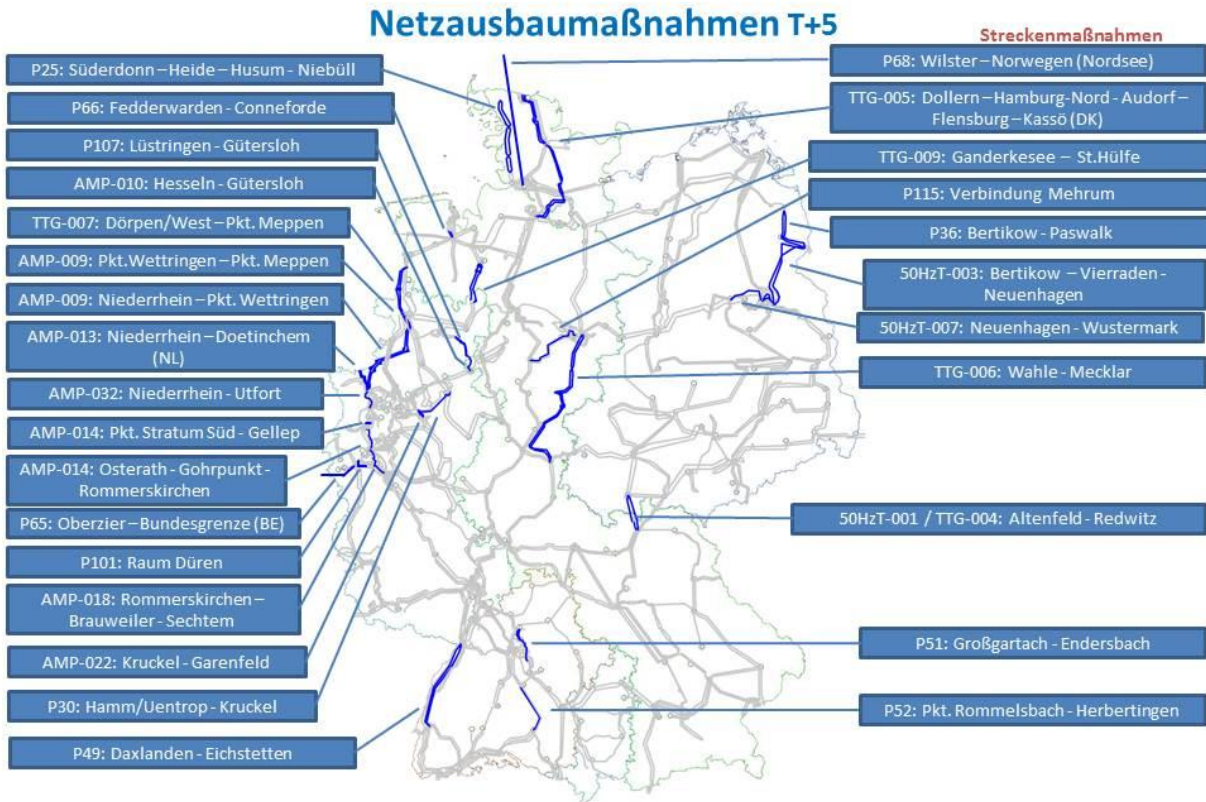 Netzausbaumaßnahmen T+5
Streckenmaßnahmen
P25: Süderdonn – Heide – Husum - Niebüll
P66: Fedderwarden - Conneforde
P107: Lüstringen - Gütersloh
AMP-010: Hesseln - Gütersloh
TTG-007: Dörpen/West – Pkt. Meppen
AMP-009: Pkt.Wettringen – Pkt. Meppen
AMP-009: Niederrhein – Pkt. Wettringen
AMP-013: Niederrhein – Doetinchem
(NL)
AMP-032: Niederrhein - Utfort
AMP-014: Pkt. Stratum Süd - Gellep
AMP-014: Osterath - Gohrpunkt -
Rommerskirchen
P65: Oberzier – Bundesgrenze (BE)
P101: Raum Düren
AMP-018: Rommerskirchen –
Brauweiler - Sechtem
AMP-022: Kruckel - Garenfeld
P30: Hamm/Uentrop - Kruckel
P49: Daxlanden - Eichstetten
P68: Wilster – Norwegen (Nordsee)
TTG-005: Dollern – Hamburg-Nord - Audorf –
Flensburg – Kassö (DK)
TTG-009: Ganderkesee – St.Hülfe
P115: Verbindung Mehrum
P36: Bertikow - Paswalk
50HzT-003: Bertikow – Vierraden -
Neuenhagen
50HzT-007: Neuenhagen - Wustermark
TTG-006: Wahle - Mecklar
50HzT-001 / TTG-004: Altenfeld - Redwitz
P51: Großgartach - Endersbach
P52: Pkt. Rommelsbach - Herbertingen